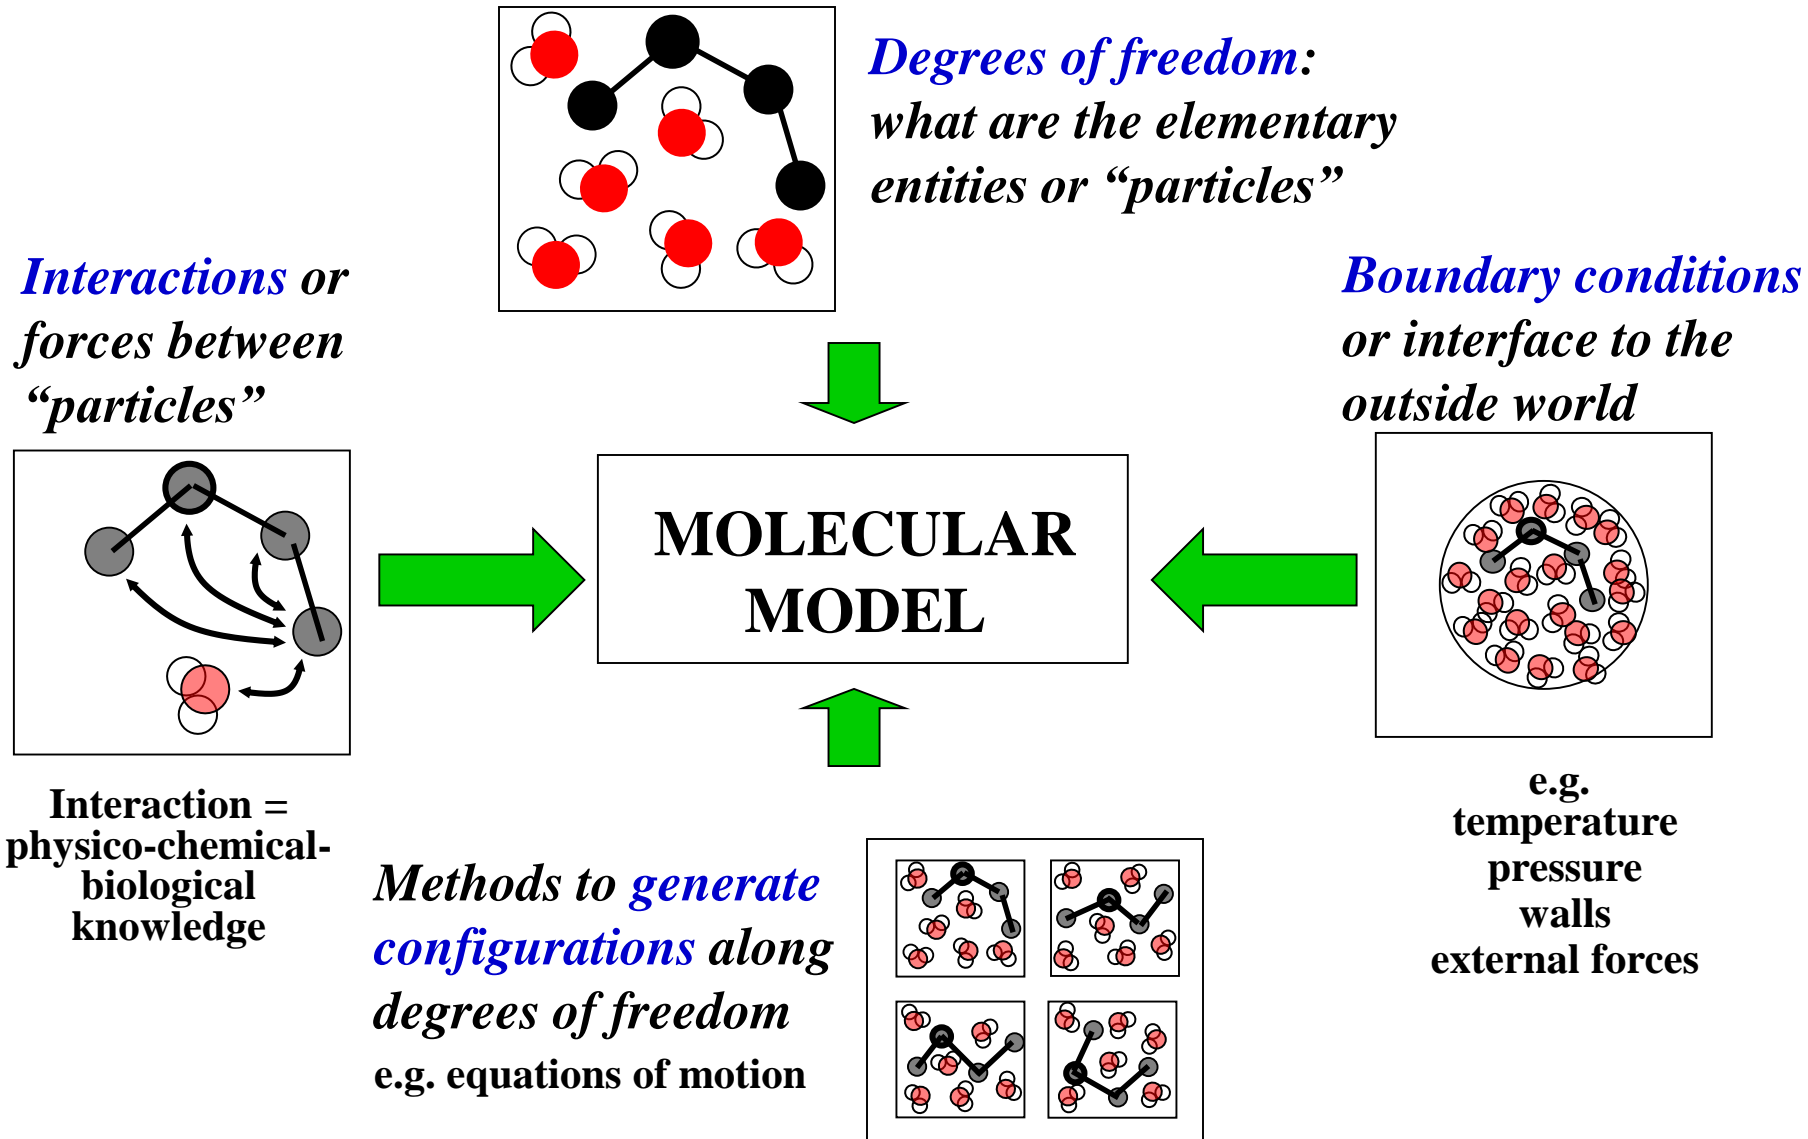 Degrees of freedom:
what are the elementary
entities or “particles”
Interactions or
forces between
“particles”
Boundary conditions
or interface to the
outside world
MOLECULAR
MODEL
Interaction =
physico-chemical-
biological
knowledge
e.g.
temperature
pressure
walls
external forces
Methods to generate
configurations along
degrees of freedom
e.g. equations of motion